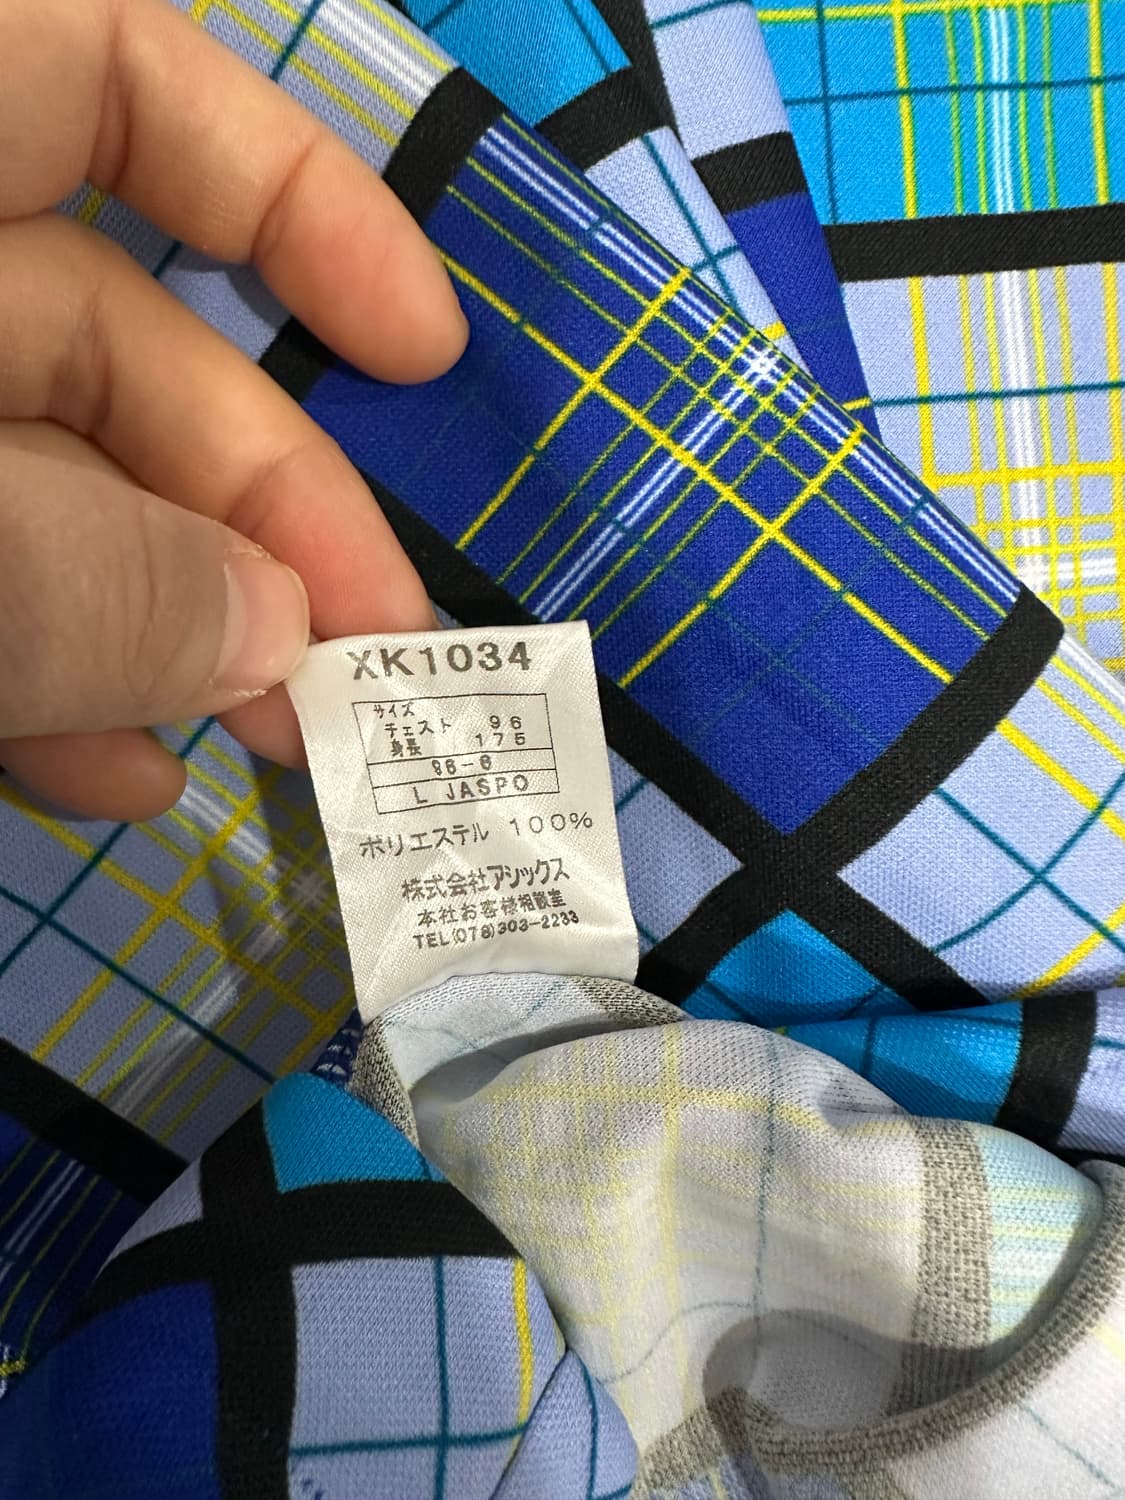 XK1034
サイズ
チェスト 96
身長 175
96-6
L JASPO
ポリエステル 100%
株式会社アシックス
本社お客様相談室
TEL(078)303-2233